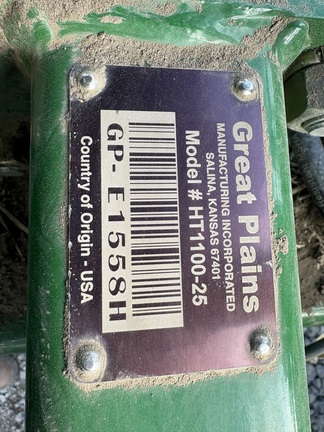 Great Plains
MANUFACTURING INCORPORATED
SALINA, KANSAS 67401
Model # HT1100-25
GP-E1558H
Country of Origin - USA